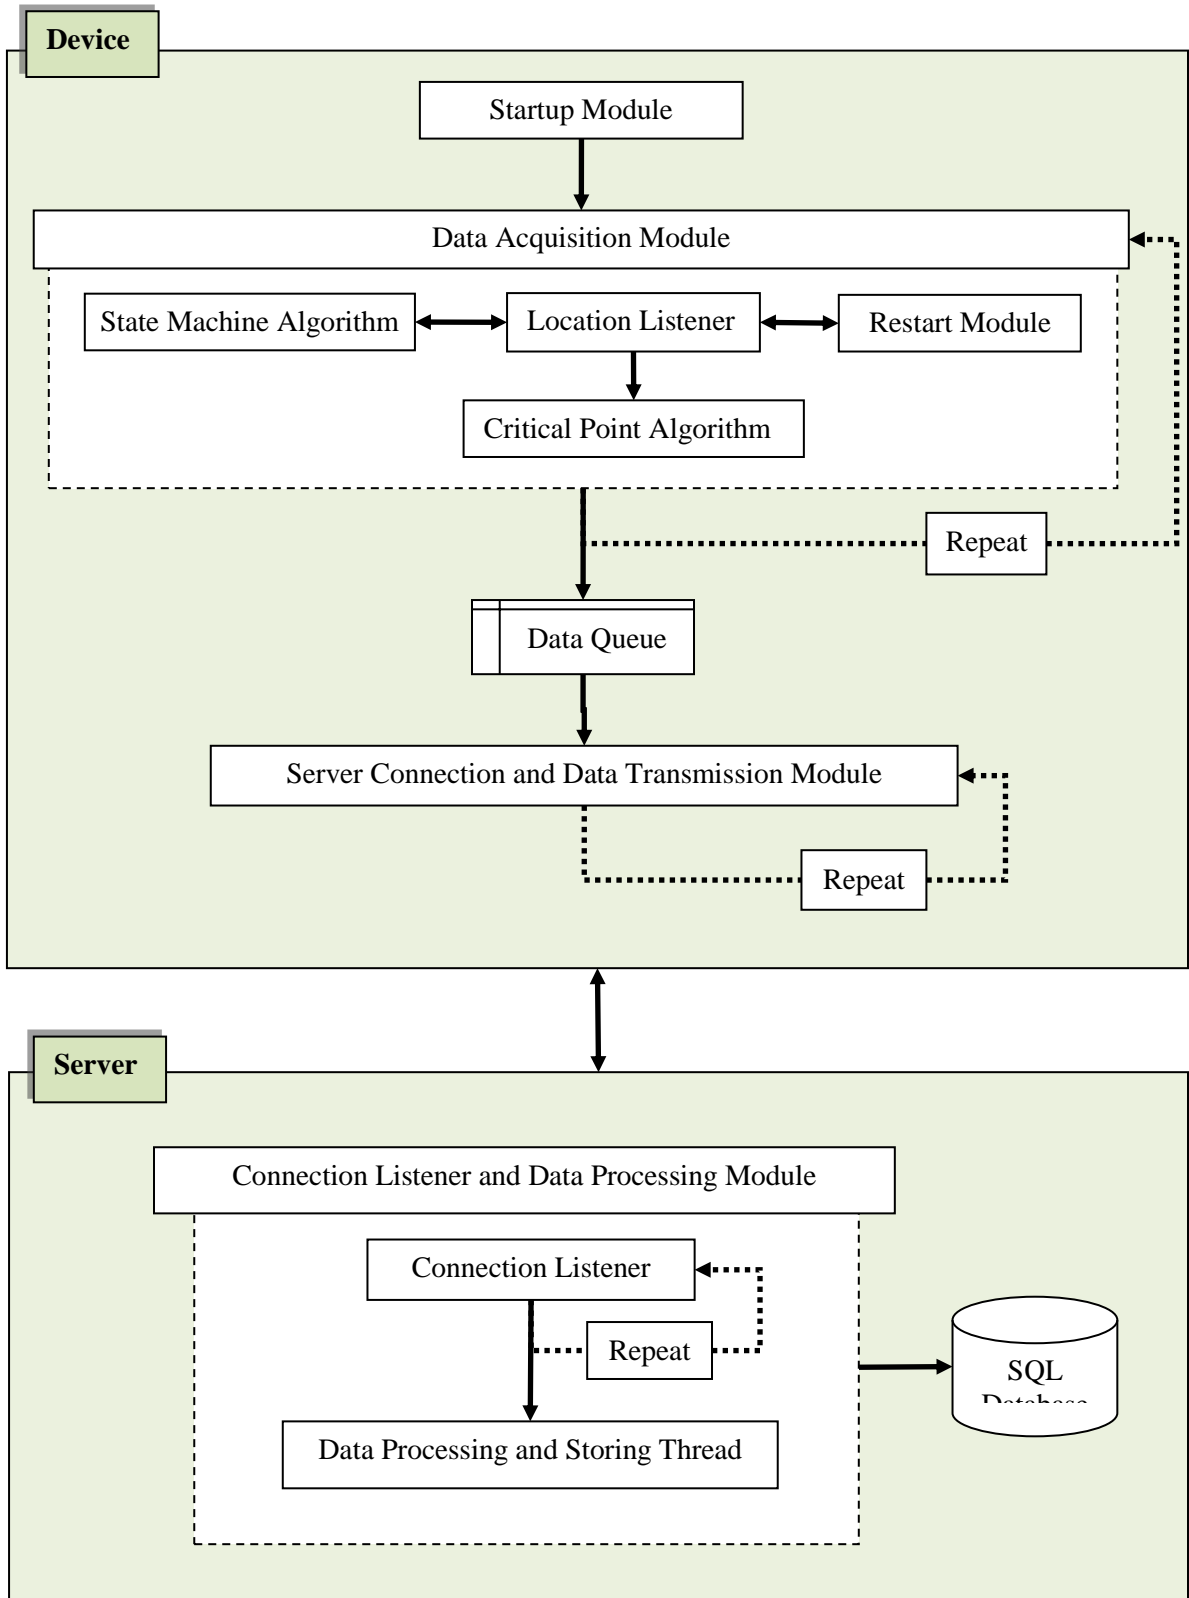 Device
Startup Module
Data Acquisition Module
State Machine Algorithm
Location Listener
Restart Module
Critical Point Algorithm
Repeat
Data Queue
Server Connection and Data Transmission Module
Repeat
Server
Connection Listener and Data Processing Module
Connection Listener
Repeat
SQL
Database
Data Processing and Storing Thread